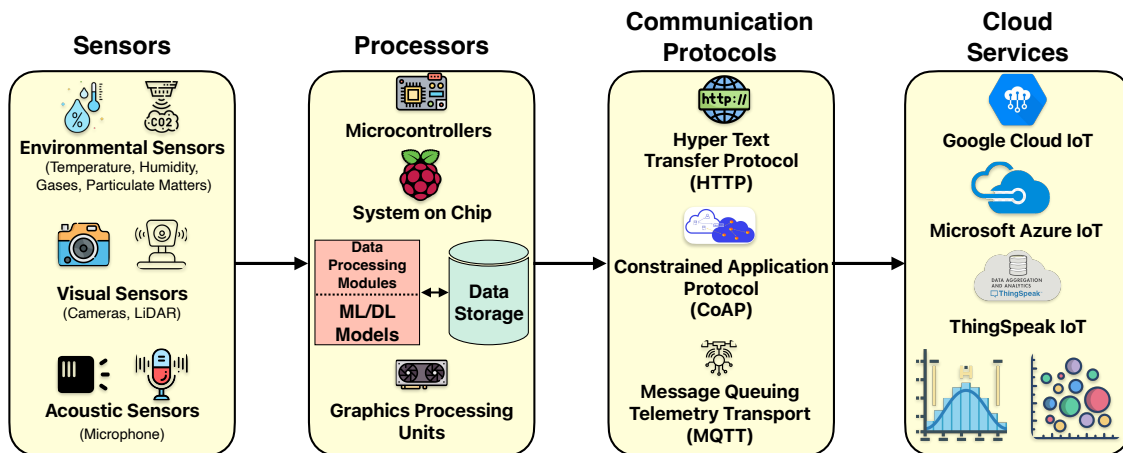 Sensors
%
CO2
Environmental Sensors
(Temperature, Humidity,
Gases, Particulate Matters)
Visual Sensors
(Cameras, LiDAR)
Acoustic Sensors
(Microphone)
Processors
Microcontrollers
System on Chip
Data
Processing
Modules
ML/DL
Models
Data
Storage
Graphics Processing
Units
Communication
Protocols
http://
Hyper Text
Transfer Protocol
(HTTP)
Constrained Application
Protocol
(CoAP)
Message Queuing
Telemetry Transport
(MQTT)
Cloud
Services
Google Cloud IoT
Microsoft Azure IoT
DATA AGGREGATION
AND ANALYTICS
ThingSpeak
ThingSpeak IoT